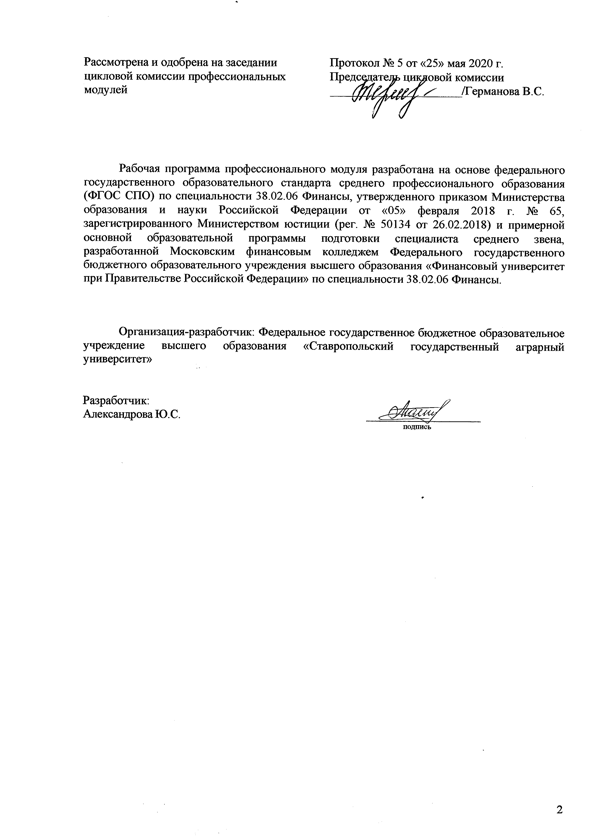 Рассмотрена и одобрена на заседании
цикловой комиссии профессиональных
модулей
Протокол № 5 от «25» мая 2020 г.
Председатель цикловой комиссии
/Германова В.С.
Рабочая программа профессионального модуля разработана на основе федерального
государственного образовательного стандарта среднего профессионального образования
(ФГОС СПО) по специальности 38.02.06 Финансы, утвержденного приказом Министерства
образования и науки Российской Федерации от «05» февраля 2018 г. № 65,
зарегистрированного Министерством юстиции (рег. № 50134 от 26.02.2018) и примерной
основной образовательной программы подготовки специалиста среднего звена,
разработанной Московским финансовым колледжем Федерального государственного
бюджетного образовательного учреждения высшего образования «Финансовый университет
при Правительстве Российской Федерации» по специальности 38.02.06 Финансы.
Организация-разработчик: Федеральное государственное бюджетное образовательное
учреждение высшего образования «Ставропольский государственный аграрный
университет»
Разработчик:
Александрова Ю.С.
подпись
2